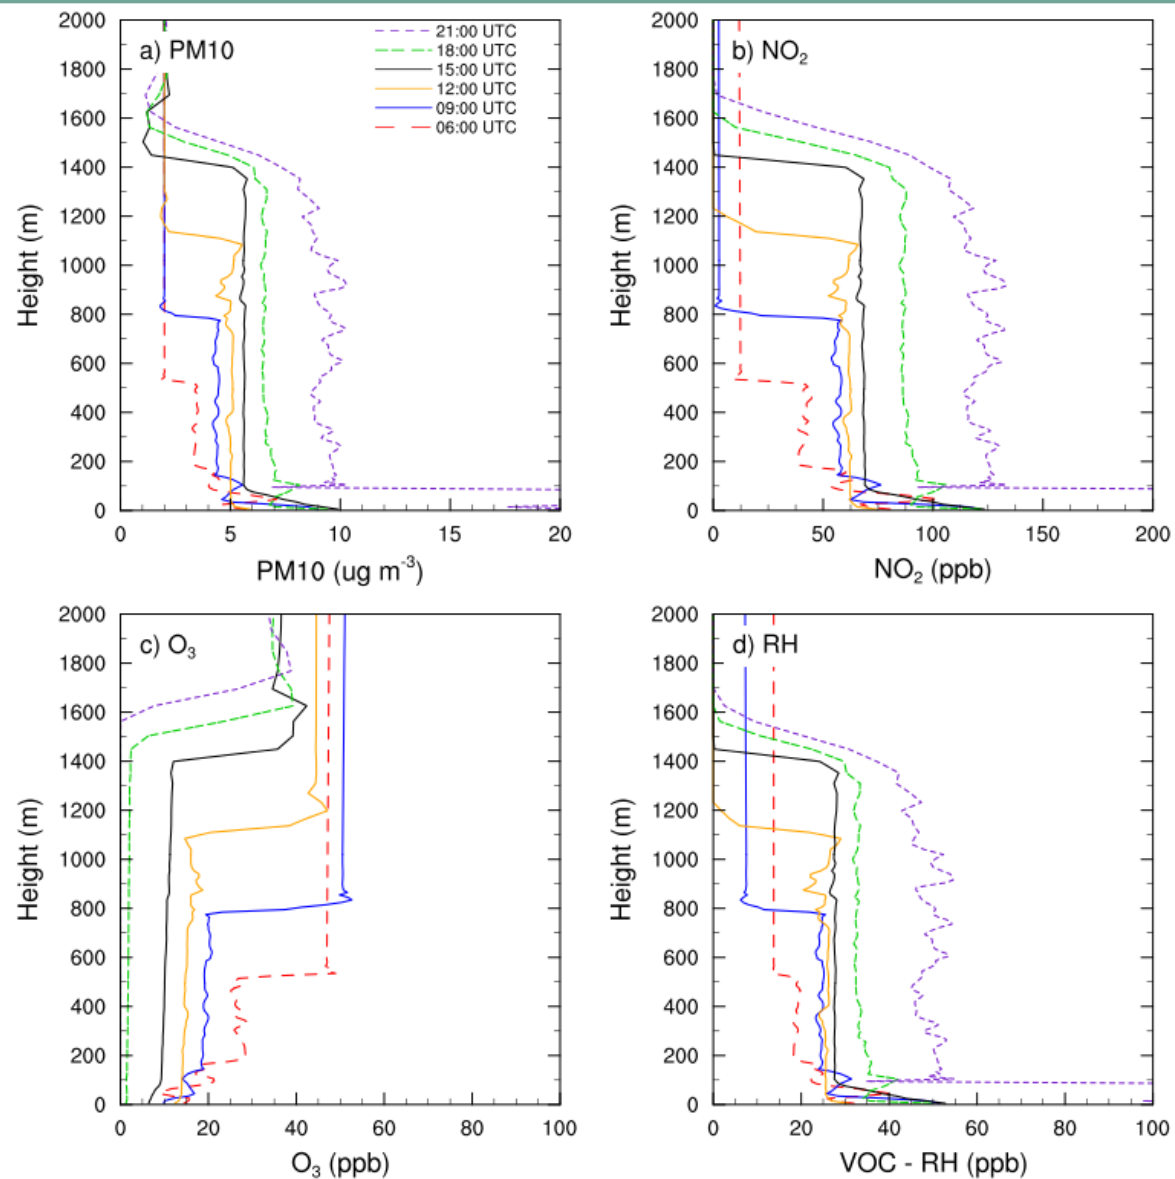 a) PM10
21:00 UTC
18:00 UTC
15:00 UTC
12:00 UTC
09:00 UTC
06:00 UTC
2000
1800
1600
1400
1200
1000
800
600
400
200
0
Height (m)
0 5 10 15 20
PM10 (ug m⁻³)
b) NO₂
2000
1800
1600
1400
1200
1000
800
600
400
200
0
Height (m)
0 50 100 150 200
NO₂ (ppb)
c) O₃
2000
1800
1600
1400
1200
1000
800
600
400
200
0
Height (m)
0 20 40 60 80 100
O₃ (ppb)
d) RH
2000
1800
1600
1400
1200
1000
800
600
400
200
0
Height (m)
0 20 40 60 80 100
VOC - RH (ppb)